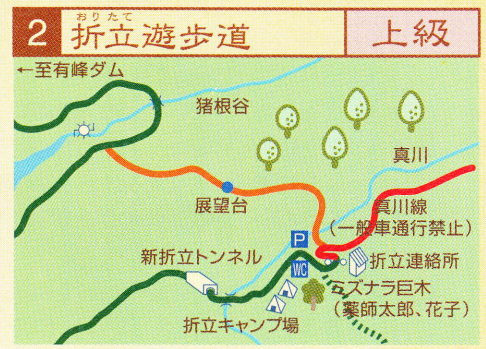 おりたて
2 折立遊歩道 上級
←至有峰ダム
猪根谷
真川
展望台
真川線
(一般車通行禁止)
P
新折立トンネル
WC
折立連絡所
ミズナラ巨木
(薬師太郎、花子)
折立キャンプ場